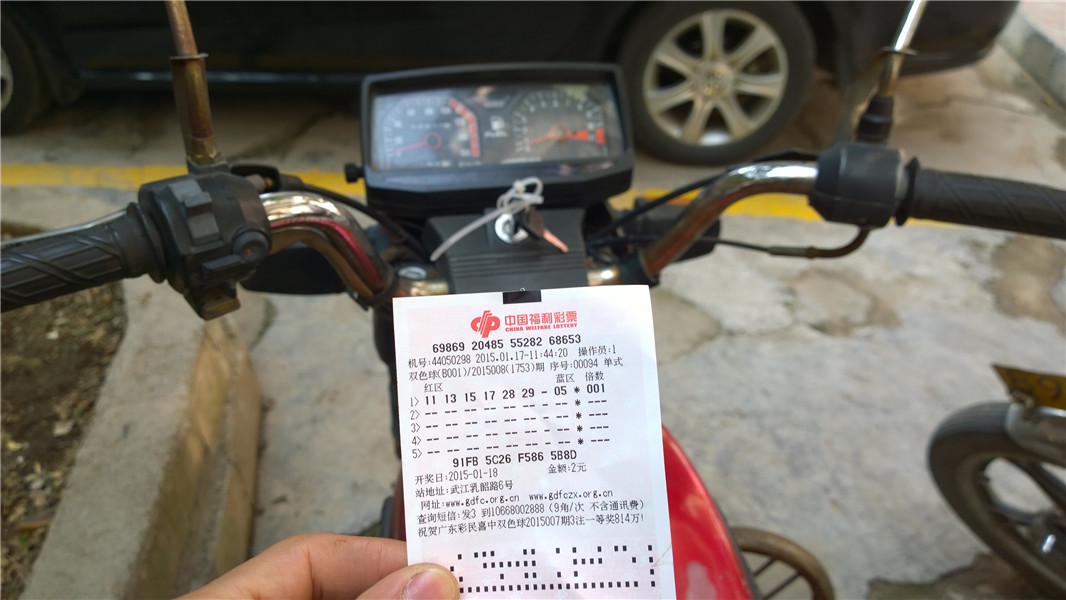 中国福利彩票
CHINA WELFARE LOTTERY
69869 20485 55282 68653
机号:44050298 2015.01.17-11:44:20 操作员:1
双色球(B001)/2015008(1753)期 序号:00094 单式
红区 蓝区 倍数
1> 11 13 15 17 28 29 - 05 * 001
2> -- -- -- -- -- -- - -- * ---
3> -- -- -- -- -- -- - -- * ---
4> -- -- -- -- -- -- - -- * ---
5> -- -- -- -- -- -- - -- * ---
91FB 5C26 F586 5B8D
开奖日:2015-01-18 金额:2元
站地址:武江乳韶路6号
网址:www.gdfc.org.cn www.gdfczx.org.cn
查询短信:发3 到10668002888 (9角/次 不含通讯费)
祝贺广东彩民喜中双色球2015007期3注一等奖814万!